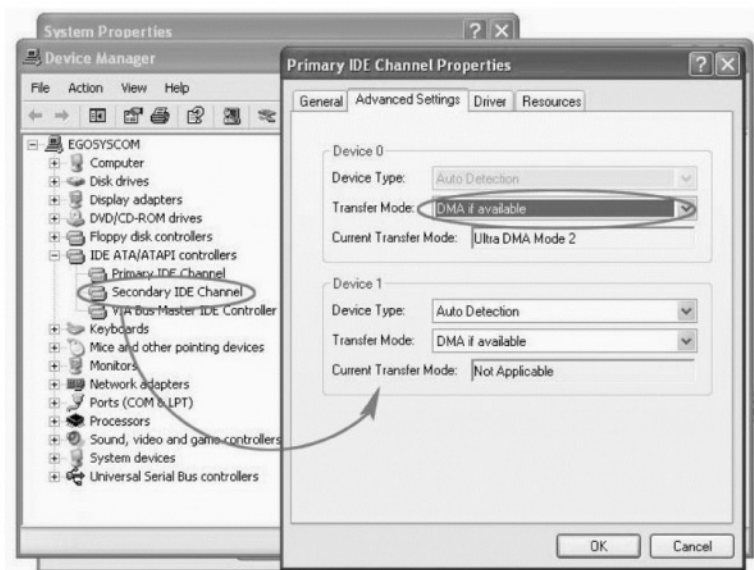 System Properties
Device Manager
File Action View Help
EGOSYSCOM
Computer
Disk drives
Display adapters
DVD/CD-ROM drives
Floppy disk controllers
IDE ATA/ATAPI controllers
Primary IDE Channel
Secondary IDE Channel
VIA Bus Master IDE Controller
Keyboards
Mice and other pointing devices
Monitors
Network adapters
Ports (COM & LPT)
Processors
Sound, video and game controllers
System devices
Universal Serial Bus controllers
Primary IDE Channel Properties
General Advanced Settings Driver Resources
Device 0
Device Type: Auto Detection
Transfer Mode: DMA if available
Current Transfer Mode: Ultra DMA Mode 2
Device 1
Device Type: Auto Detection
Transfer Mode: DMA if available
Current Transfer Mode: Not Applicable
OK Cancel